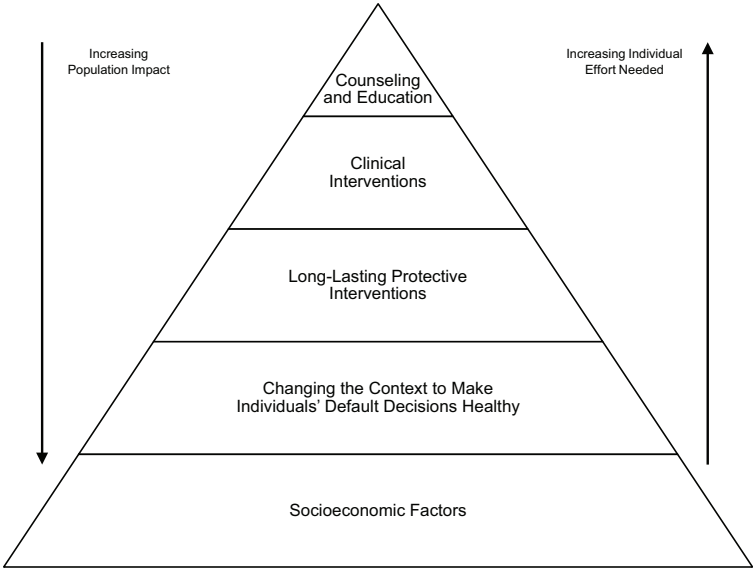 Increasing
Population Impact
Increasing Individual
Effort Needed
Counseling
and Education
Clinical
Interventions
Long-Lasting Protective
Interventions
Changing the Context to Make
Individuals’ Default Decisions Healthy
Socioeconomic Factors